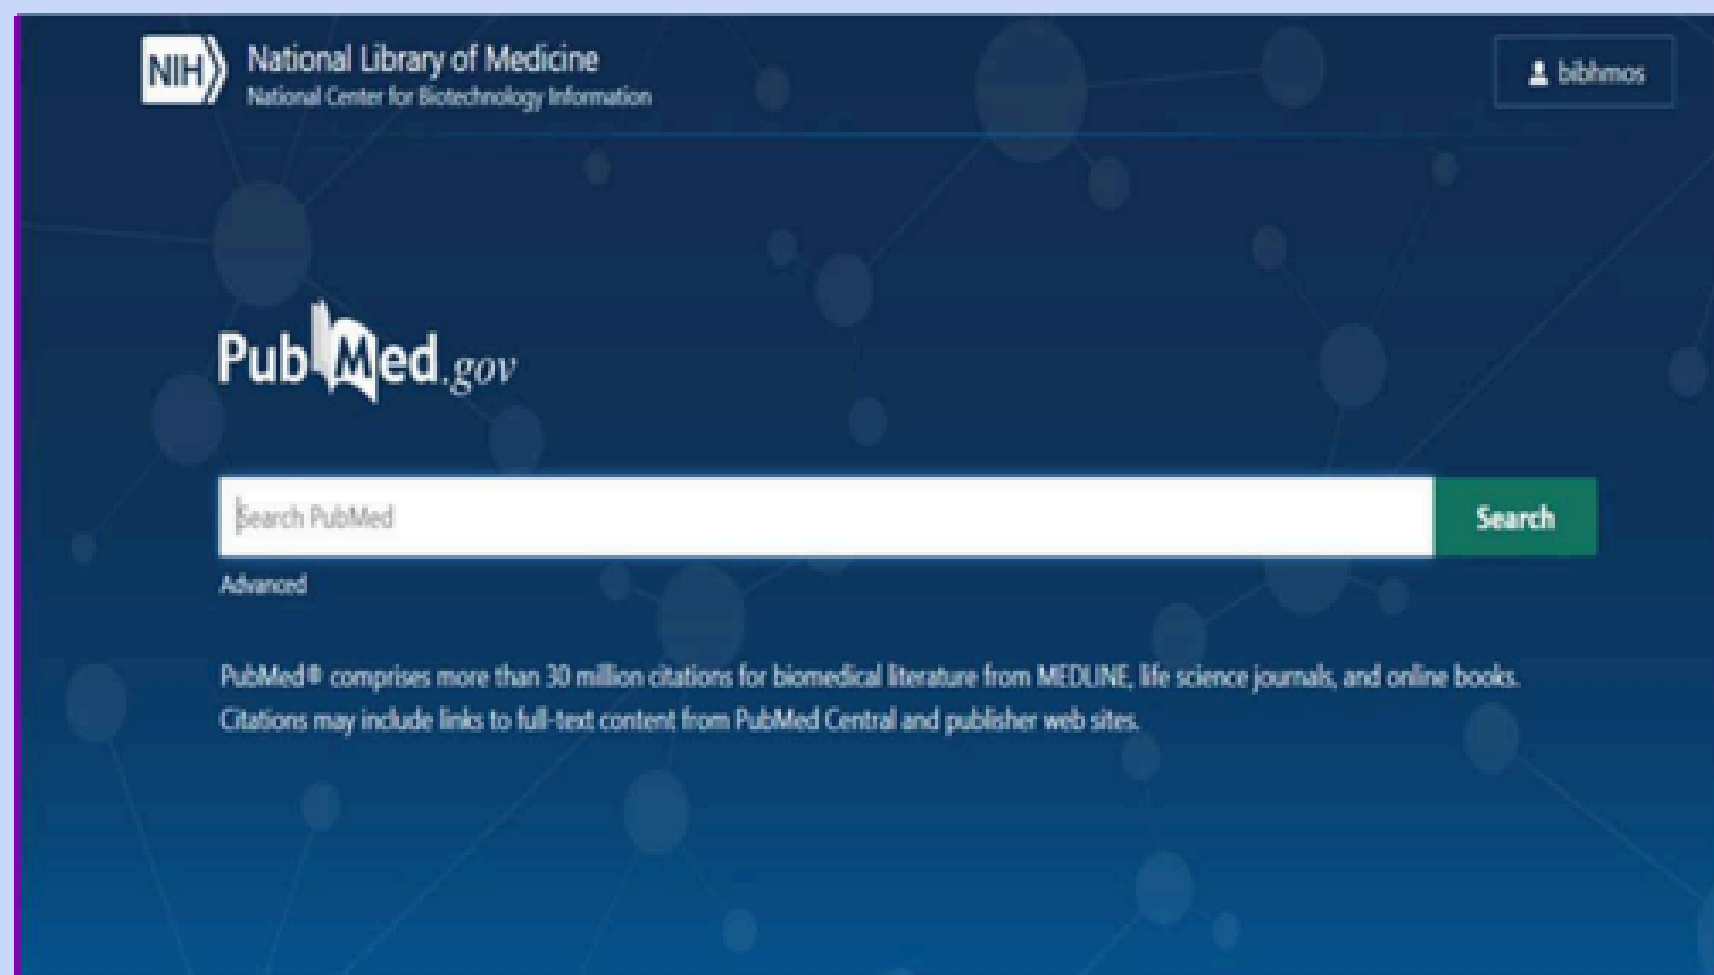 NIH
National Library of Medicine
National Center for Biotechnology Information
bibhmos
PubMed.gov
Search PubMed
Search
Advanced
PubMed® comprises more than 30 million citations for biomedical literature from MEDLINE, life science journals, and online books.
Citations may include links to full-text content from PubMed Central and publisher web sites.